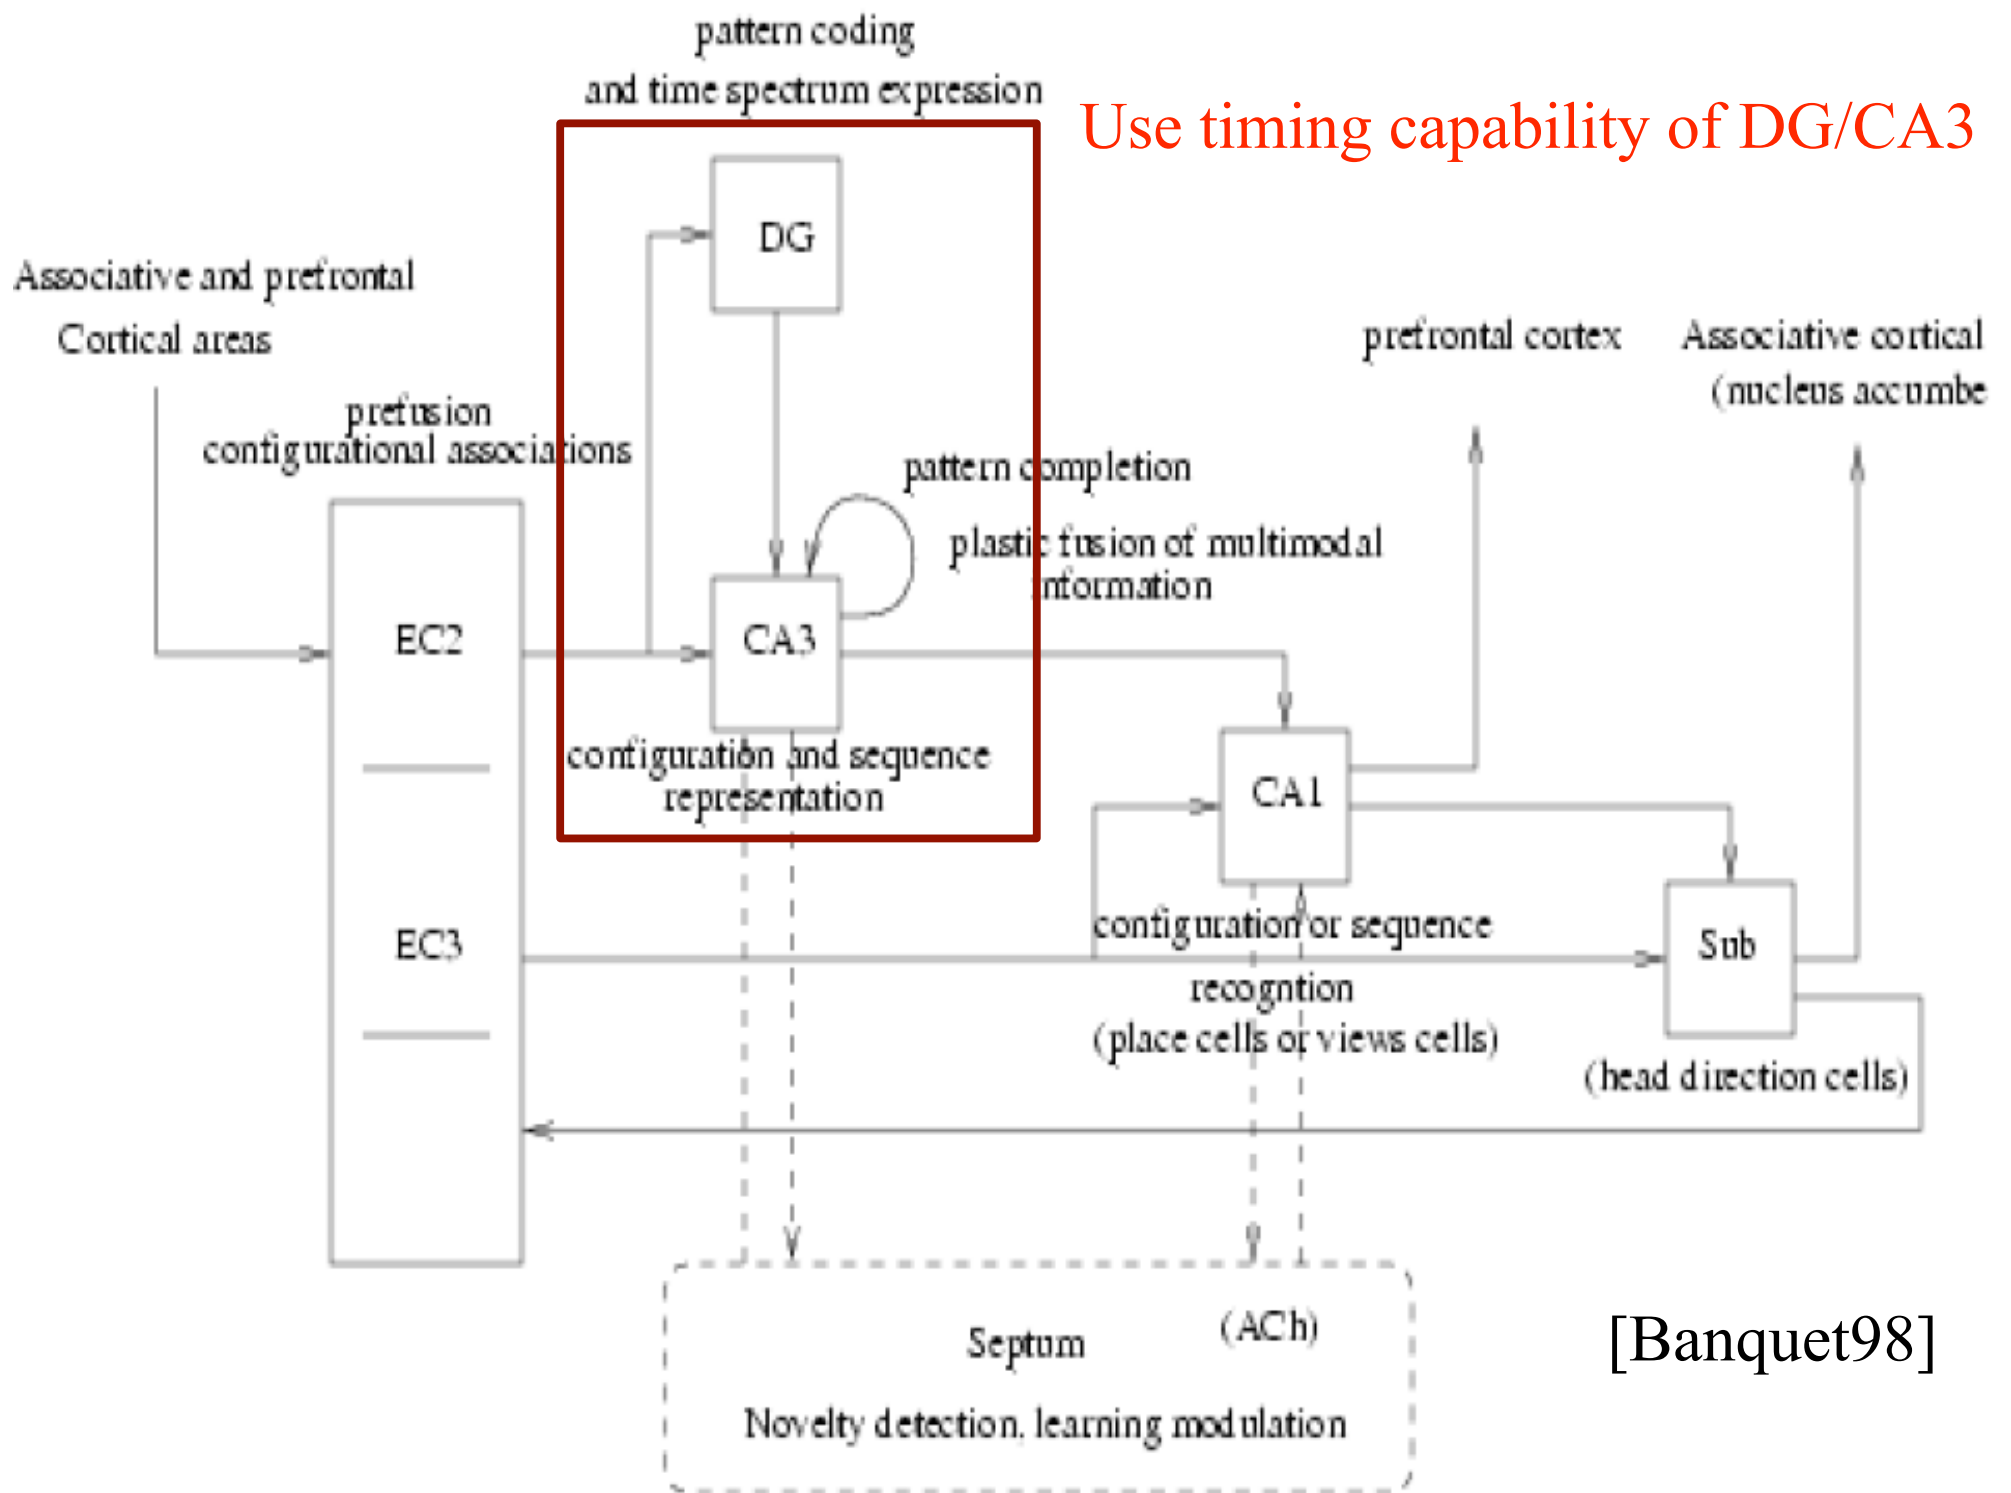 pattern coding
and time spectrum expression
Use timing capability of DG/CA3
DG
Associative and prefrontal
Cortical areas
prefrontal cortex
Associative cortical
(nucleus accumbe
prefusion
configurational associations
pattern completion
plastic fusion of multimodal
information
EC2
CA3
configuration and sequence
representation
CA1
EC3
configuration or sequence
recogntion
(place cells or views cells)
Sub
(head direction cells)
Septum
(ACh)
Novelty detection, learning modulation
[Banquet98]